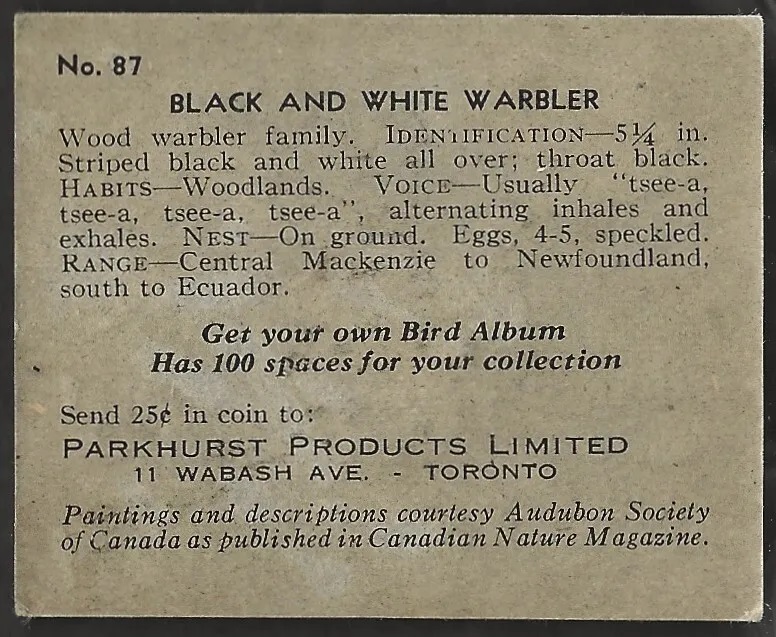 No. 87
BLACK AND WHITE WARBLER
Wood warbler family. IDENTIFICATION—5¼ in.
Striped black and white all over; throat black.
HABITS—Woodlands. VOICE—Usually "tsee-a,
tsee-a, tsee-a, tsee-a", alternating inhales and
exhales. NEST—On ground. Eggs, 4-5, speckled.
RANGE—Central Mackenzie to Newfoundland,
south to Ecuador.
Get your own Bird Album
Has 100 spaces for your collection
Send 25¢ in coin to:
PARKHURST PRODUCTS LIMITED
11 WABASH AVE. - TORONTO
Paintings and descriptions courtesy Audubon Society
of Canada as published in Canadian Nature Magazine.